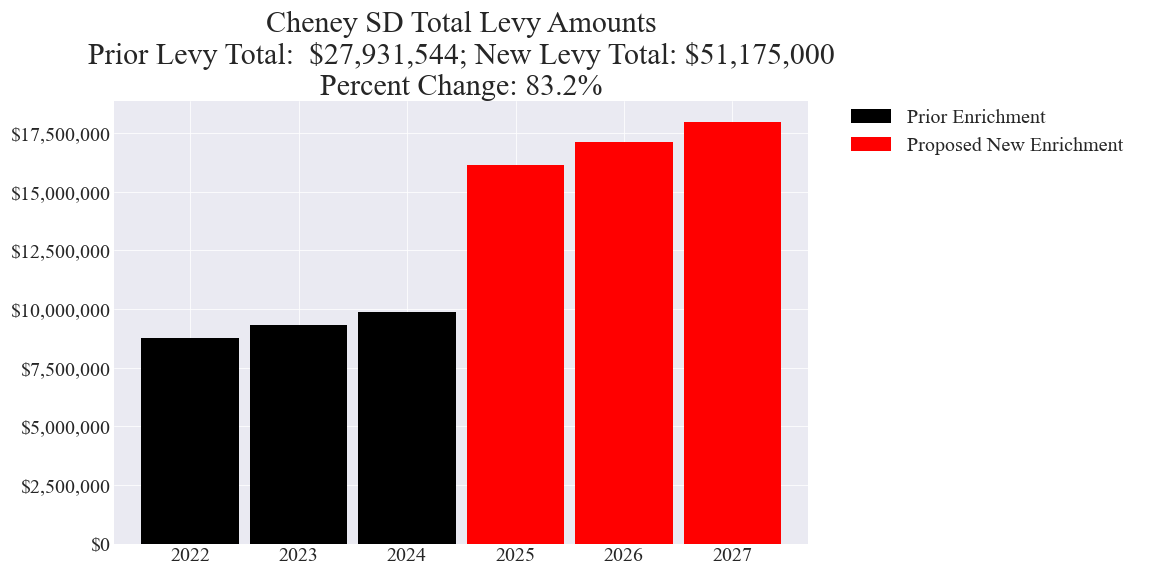 Cheney SD Total Levy Amounts
Prior Levy Total:  $27,931,544; New Levy Total: $51,175,000
Percent Change: 83.2%
Prior Enrichment
Proposed New Enrichment
$17,500,000
$15,000,000
$12,500,000
$10,000,000
$7,500,000
$5,000,000
$2,500,000
$0
2022 2023 2024 2025 2026 2027